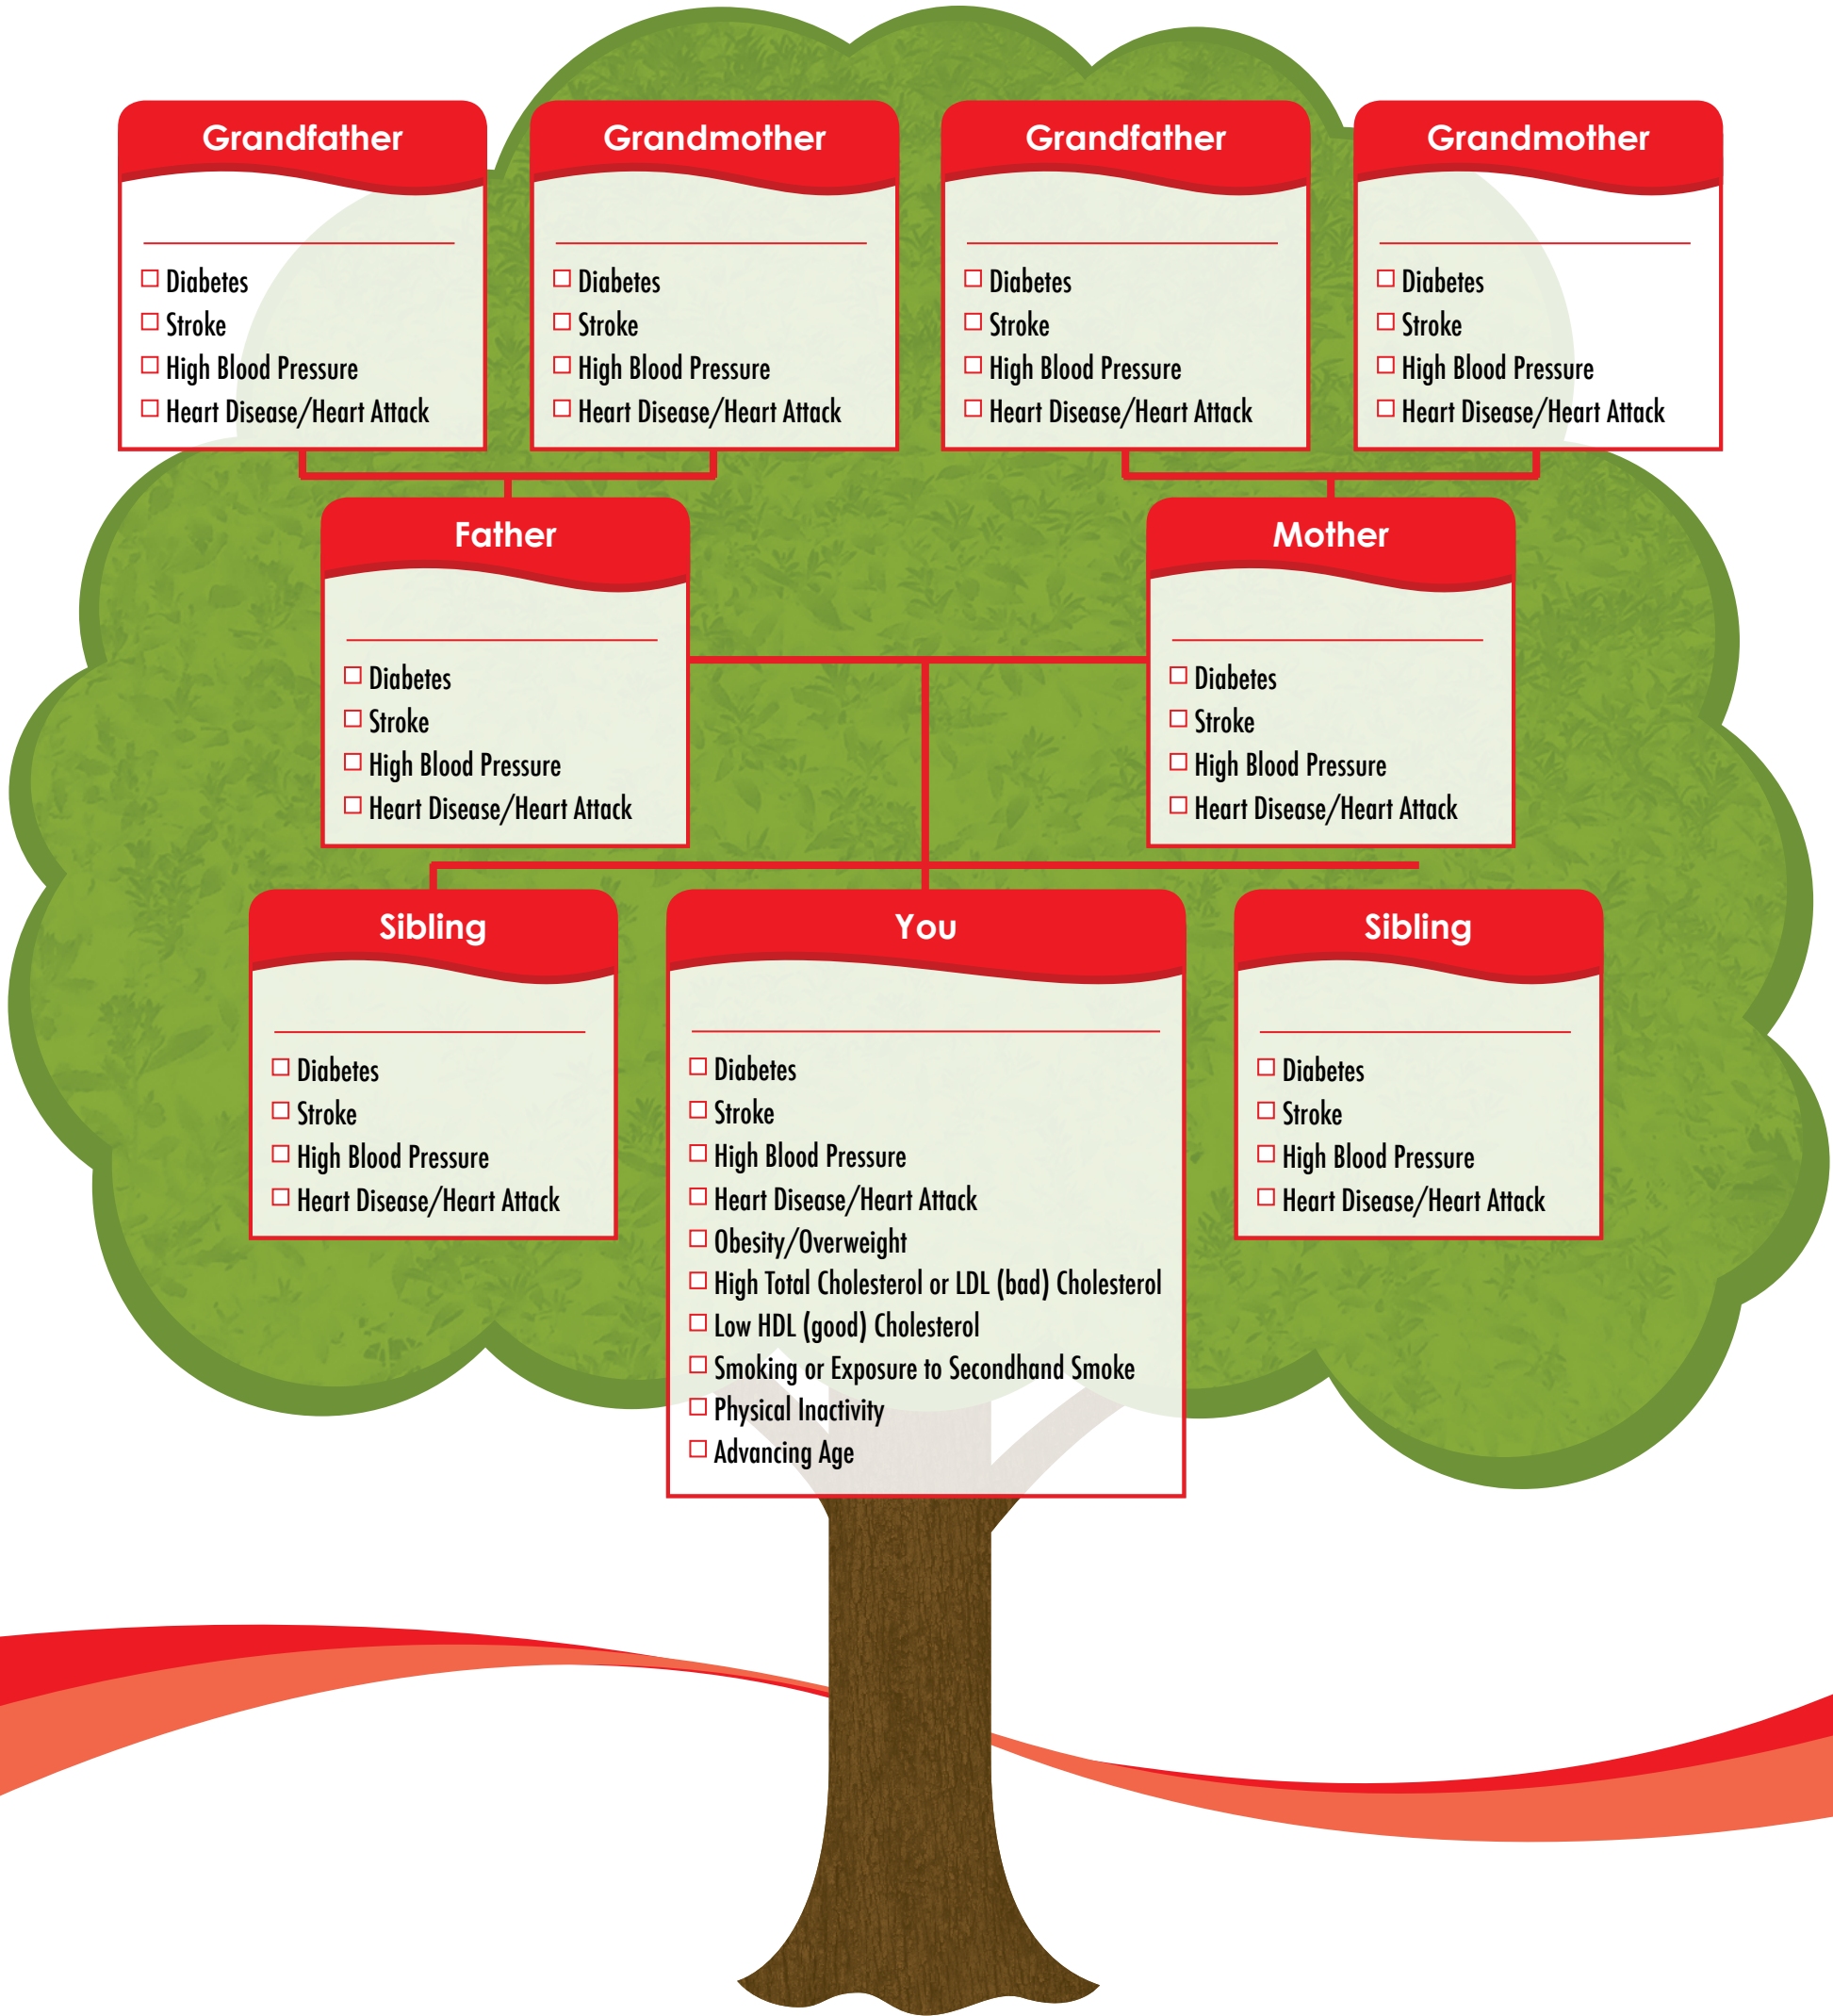 Grandfather
Diabetes
Stroke
High Blood Pressure
Heart Disease/Heart Attack
Grandmother
Diabetes
Stroke
High Blood Pressure
Heart Disease/Heart Attack
Grandfather
Diabetes
Stroke
High Blood Pressure
Heart Disease/Heart Attack
Grandmother
Diabetes
Stroke
High Blood Pressure
Heart Disease/Heart Attack
Father
Diabetes
Stroke
High Blood Pressure
Heart Disease/Heart Attack
Mother
Diabetes
Stroke
High Blood Pressure
Heart Disease/Heart Attack
Sibling
Diabetes
Stroke
High Blood Pressure
Heart Disease/Heart Attack
You
Diabetes
Stroke
High Blood Pressure
Heart Disease/Heart Attack
Obesity/Overweight
High Total Cholesterol or LDL (bad) Cholesterol
Low HDL (good) Cholesterol
Smoking or Exposure to Secondhand Smoke
Physical Inactivity
Advancing Age
Sibling
Diabetes
Stroke
High Blood Pressure
Heart Disease/Heart Attack